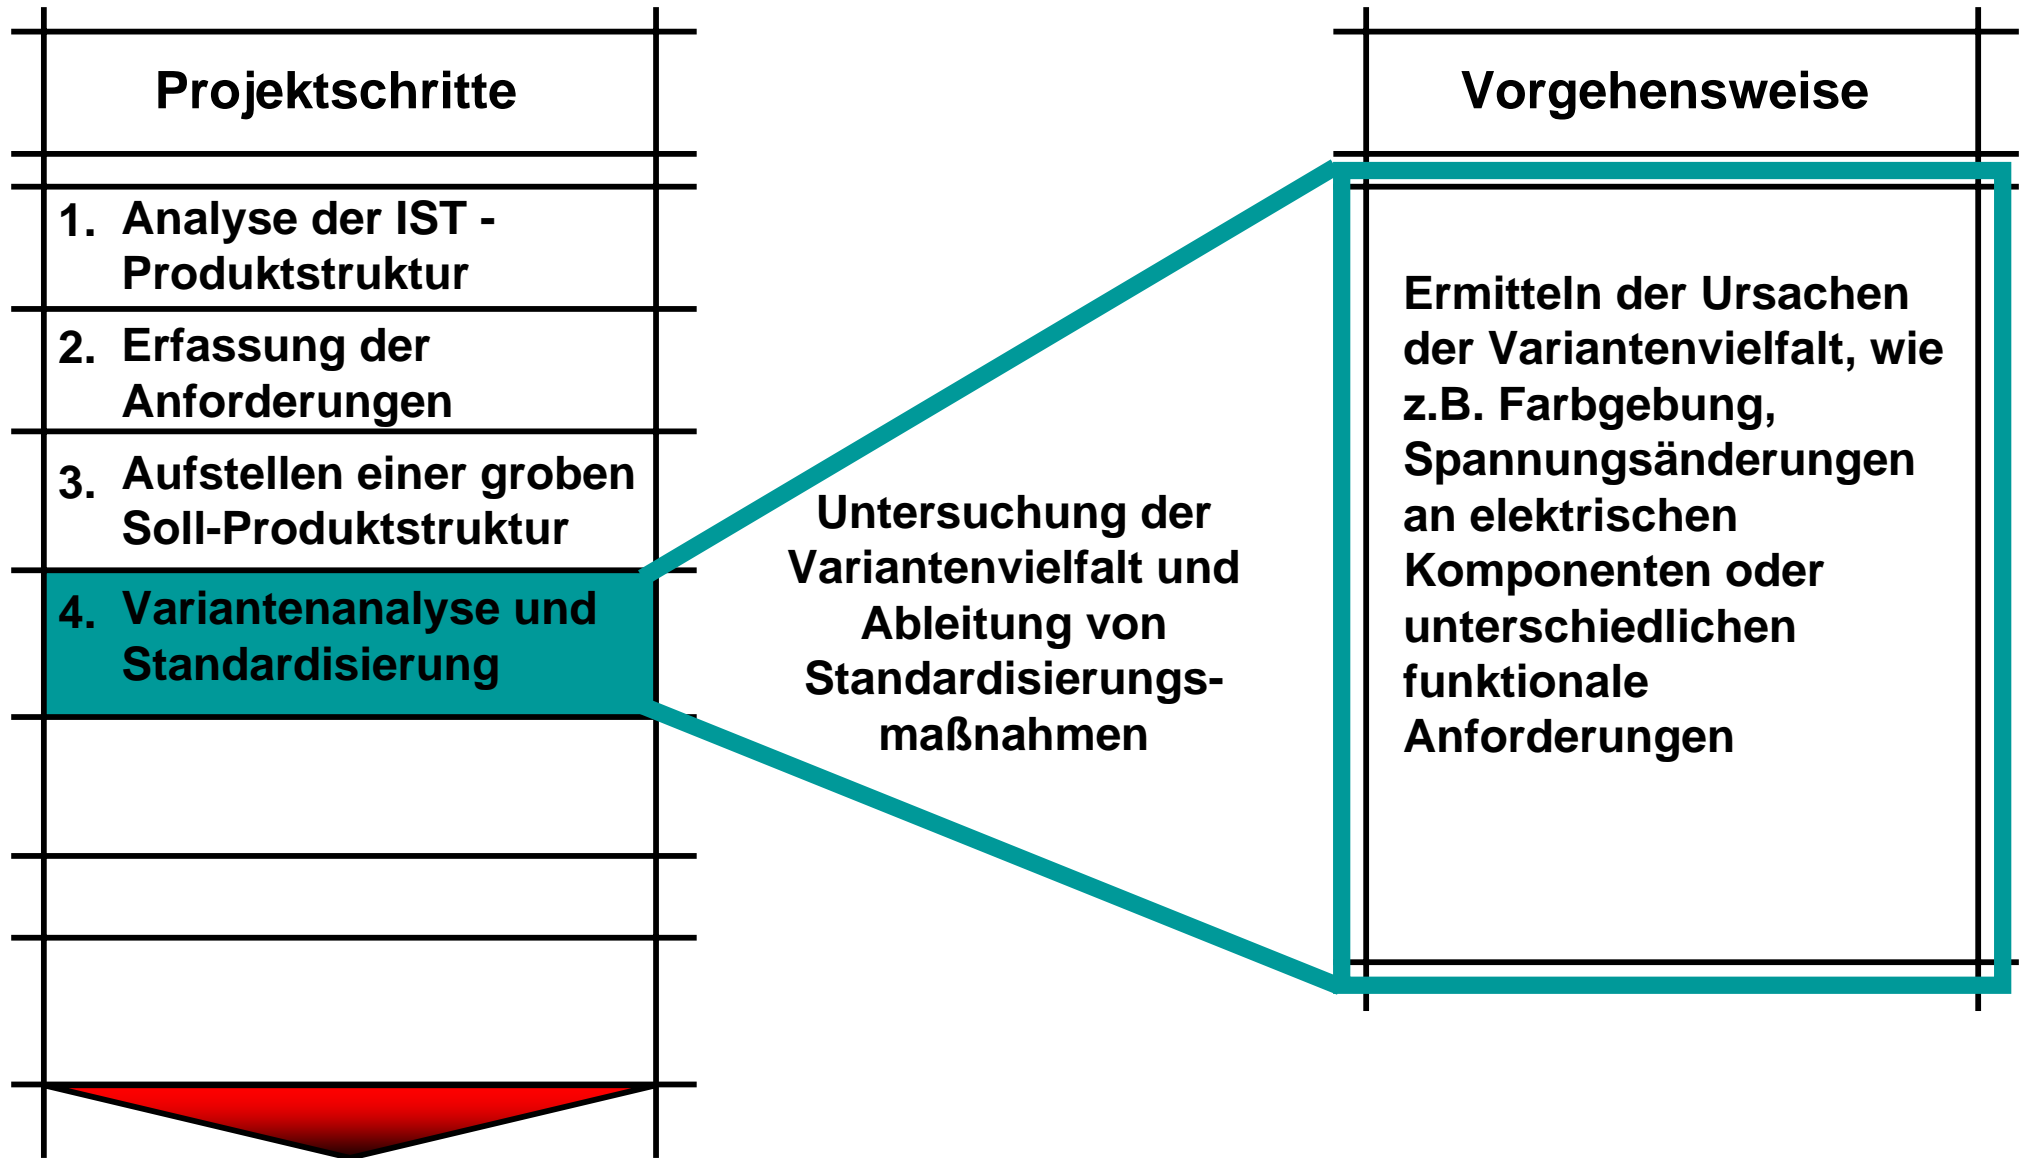 Projektschritte
1. Analyse der IST -
Produktstruktur
2. Erfassung der
Anforderungen
3. Aufstellen einer groben
Soll-Produktstruktur
4. Variantenanalyse und
Standardisierung
Untersuchung der
Variantenvielfalt und
Ableitung von
Standardisierungs-
maßnahmen
Vorgehensweise
Ermitteln der Ursachen
der Variantenvielfalt, wie
z.B. Farbgebung,
Spannungsänderungen
an elektrischen
Komponenten oder
unterschiedlichen
funktionale
Anforderungen